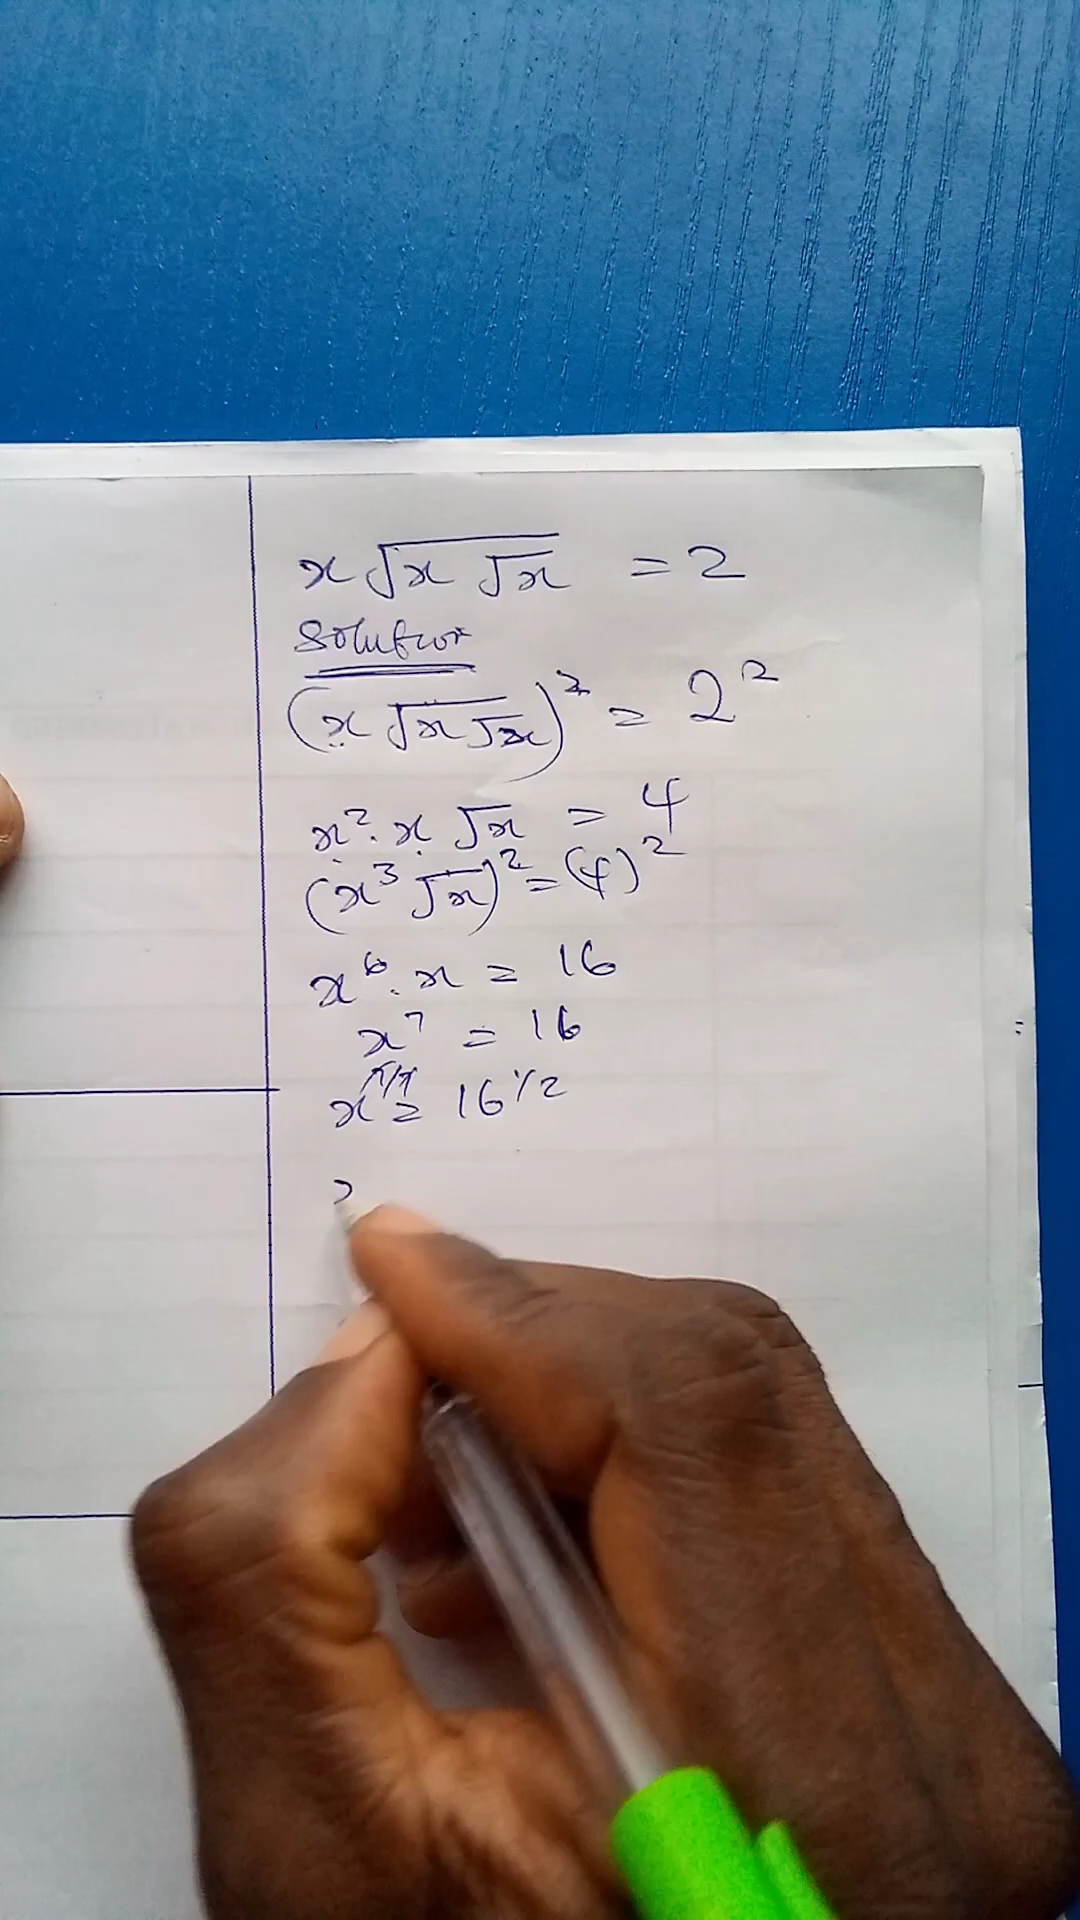 x√(x√x) = 2
Solution
(x√(x√x))² = 2²
x².x√x = 4
(x³√x)² = (4)²
x⁶.x = 16
x⁷ = 16
x^(7/7) = 16^(1/2)